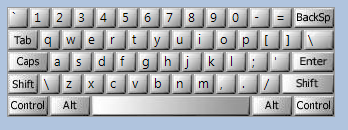 ` 1 2 3 4 5 6 7 8 9 0 - = BackSp
Tab q w e r t y u i o p [ ] \
Caps a s d f g h j k l ; ' Enter
Shift \ z x c v b n m , . / Shift
Control Alt Alt Control